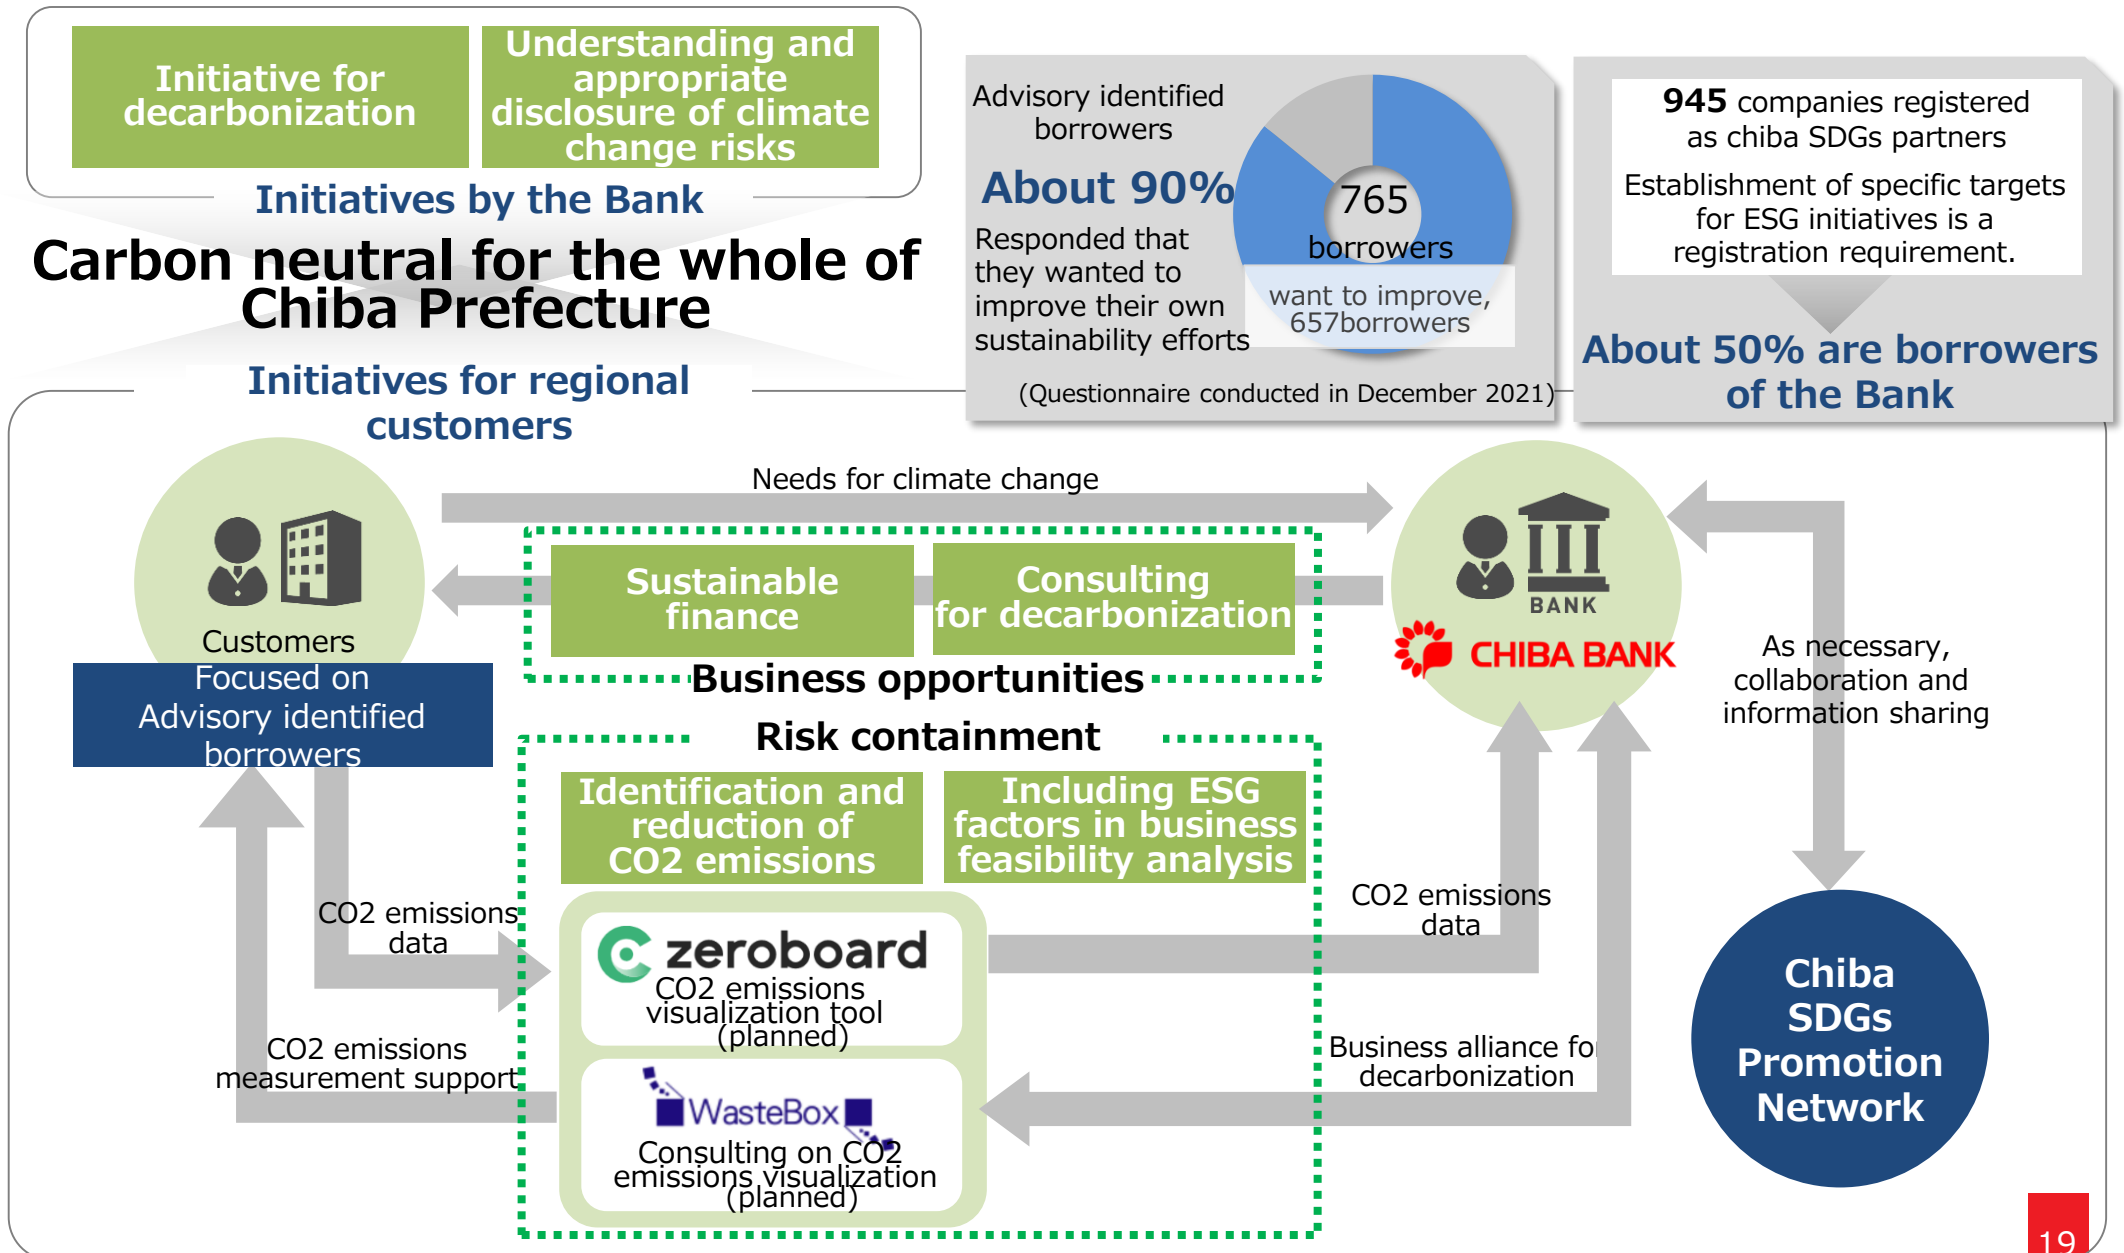 Initiative for
decarbonization
Understanding and
appropriate
disclosure of climate
change risks
Initiatives by the Bank
Carbon neutral for the whole of
Chiba Prefecture
Initiatives for regional
customers
Advisory identified
borrowers
About 90%
Responded that
they wanted to
improve their own
sustainability efforts
765
borrowers
want to improve,
657borrowers
(Questionnaire conducted in December 2021)
945 companies registered
as chiba SDGs partners
Establishment of specific targets
for ESG initiatives is a
registration requirement.
About 50% are borrowers
of the Bank
Needs for climate change
Customers
Focused on
Advisory identified
borrowers
Sustainable
finance
Consulting
for decarbonization
Business opportunities
BANK
CHIBA BANK
As necessary,
collaboration and
information sharing
Risk containment
Identification and
reduction of
CO2 emissions
Including ESG
factors in business
feasibility analysis
CO2 emissions
data
zeroboard
CO2 emissions
visualization tool
(planned)
CO2 emissions
data
CO2 emissions
measurement support
WasteBox
Consulting on CO2
emissions visualization
(planned)
Business alliance for
decarbonization
Chiba
SDGs
Promotion
Network
19